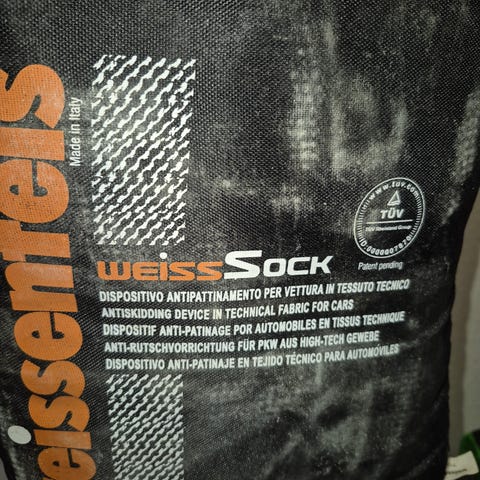 eissenfels
Made in Italy
weissSock
DISPOSITIVO ANTIPATTINAMENTO PER VETTURA IN TESSUTO TECNICO
ANTISKIDDING DEVICE IN TECHNICAL FABRIC FOR CARS
DISPOSITIF ANTI-PATINAGE POR AUTOMOBILES EN TISSUS TECHNIQUE
ANTI-RUTSCHVORRICHTUNG FÜR PKW AUS HIGH-TECH GEWEBE
DISPOSITIVO ANTI-PATINAJE EN TEJIDO TÉCNICO PARA AUTOMÓVILES
www.tuv.com
TÜV
TÜV Rheinland Group
Patent pending